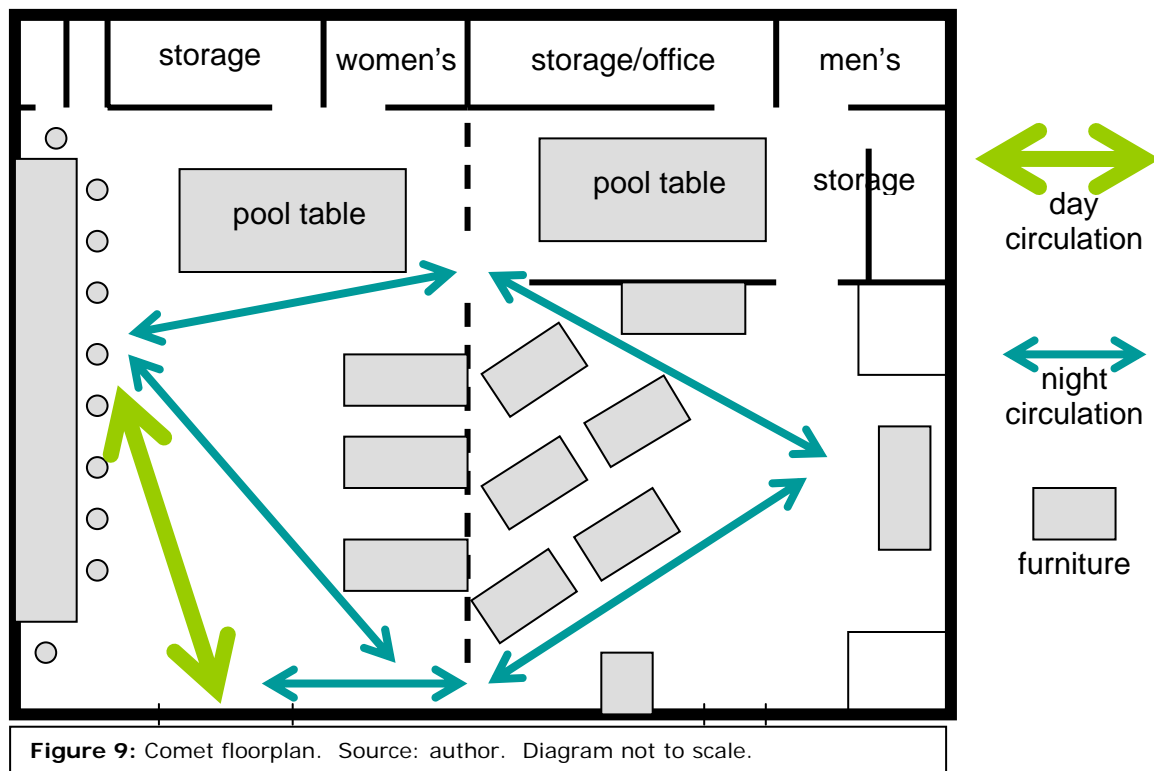 storage
women's
storage/office
men's
pool table
pool table
storage
day
circulation
night
circulation
furniture
Figure 9: Comet floorplan. Source: author. Diagram not to scale.